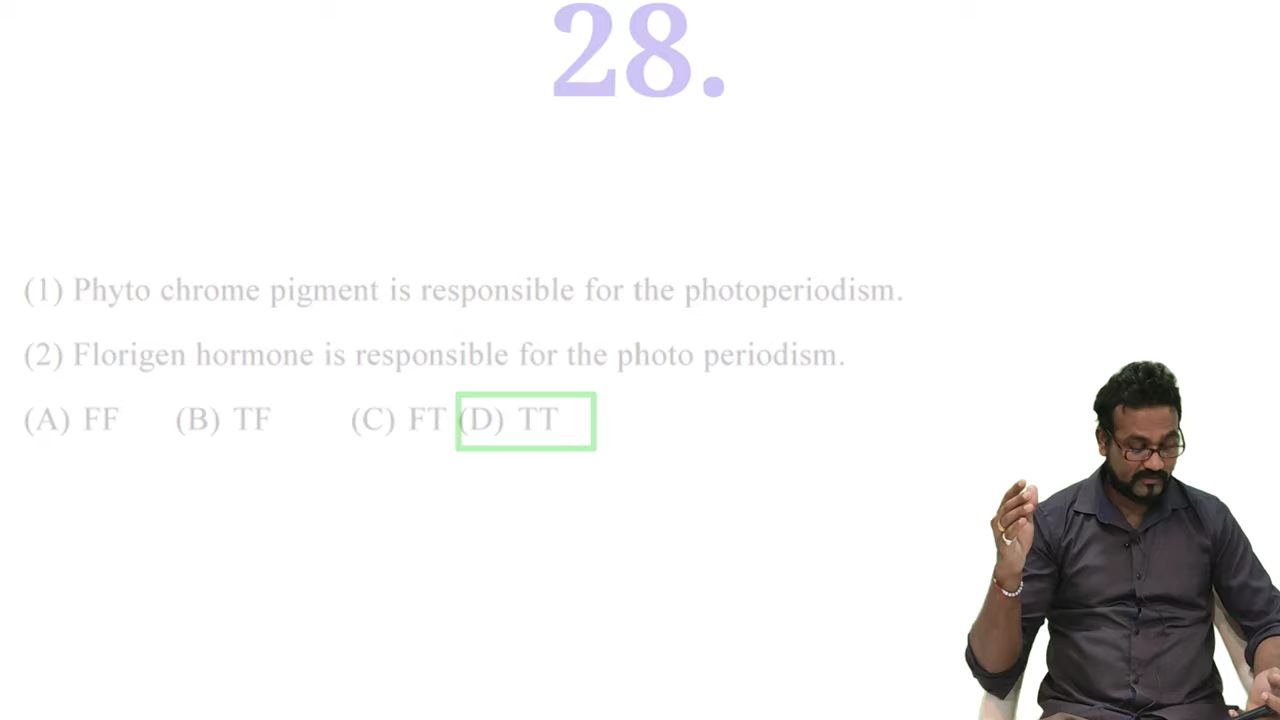 28.
(1) Phyto chrome pigment is responsible for the photoperiodism.
(2) Florigen hormone is responsible for the photo periodism.
(A) FF (B) TF (C) FT (D) TT